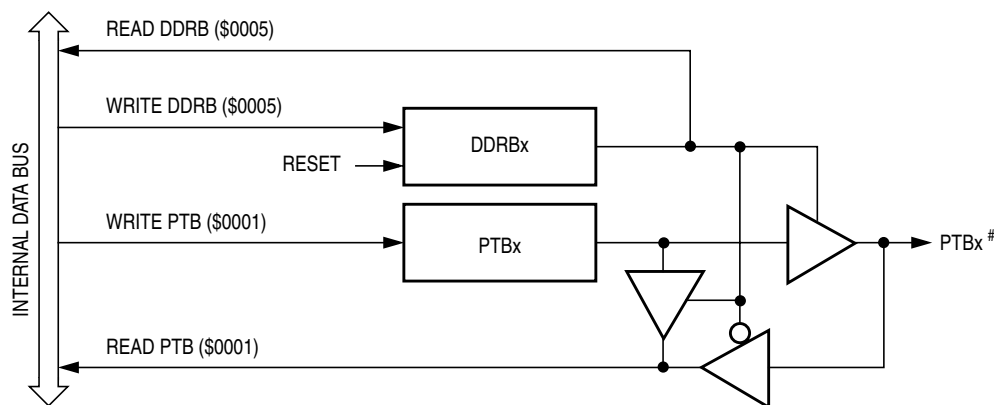 READ DDRB ($0005)
WRITE DDRB ($0005)
DDRBx
RESET
INTERNAL DATA BUS
WRITE PTB ($0001)
PTBx
PTBx #
READ PTB ($0001)